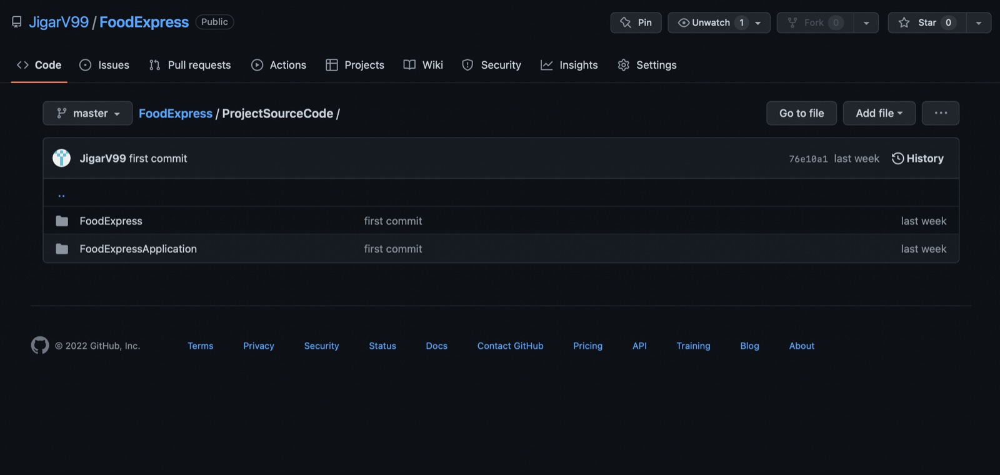 JigarV99 / FoodExpress Public Pin Unwatch 1 Fork 0 Star 0
Code Issues Pull requests Actions Projects Wiki Security Insights Settings
master FoodExpress / ProjectSourceCode / Go to file Add file ...
JigarV99 first commit 76e10a1 last week History
..
FoodExpress first commit last week
FoodExpressApplication first commit last week
© 2022 GitHub, Inc. Terms Privacy Security Status Docs Contact GitHub Pricing API Training Blog About